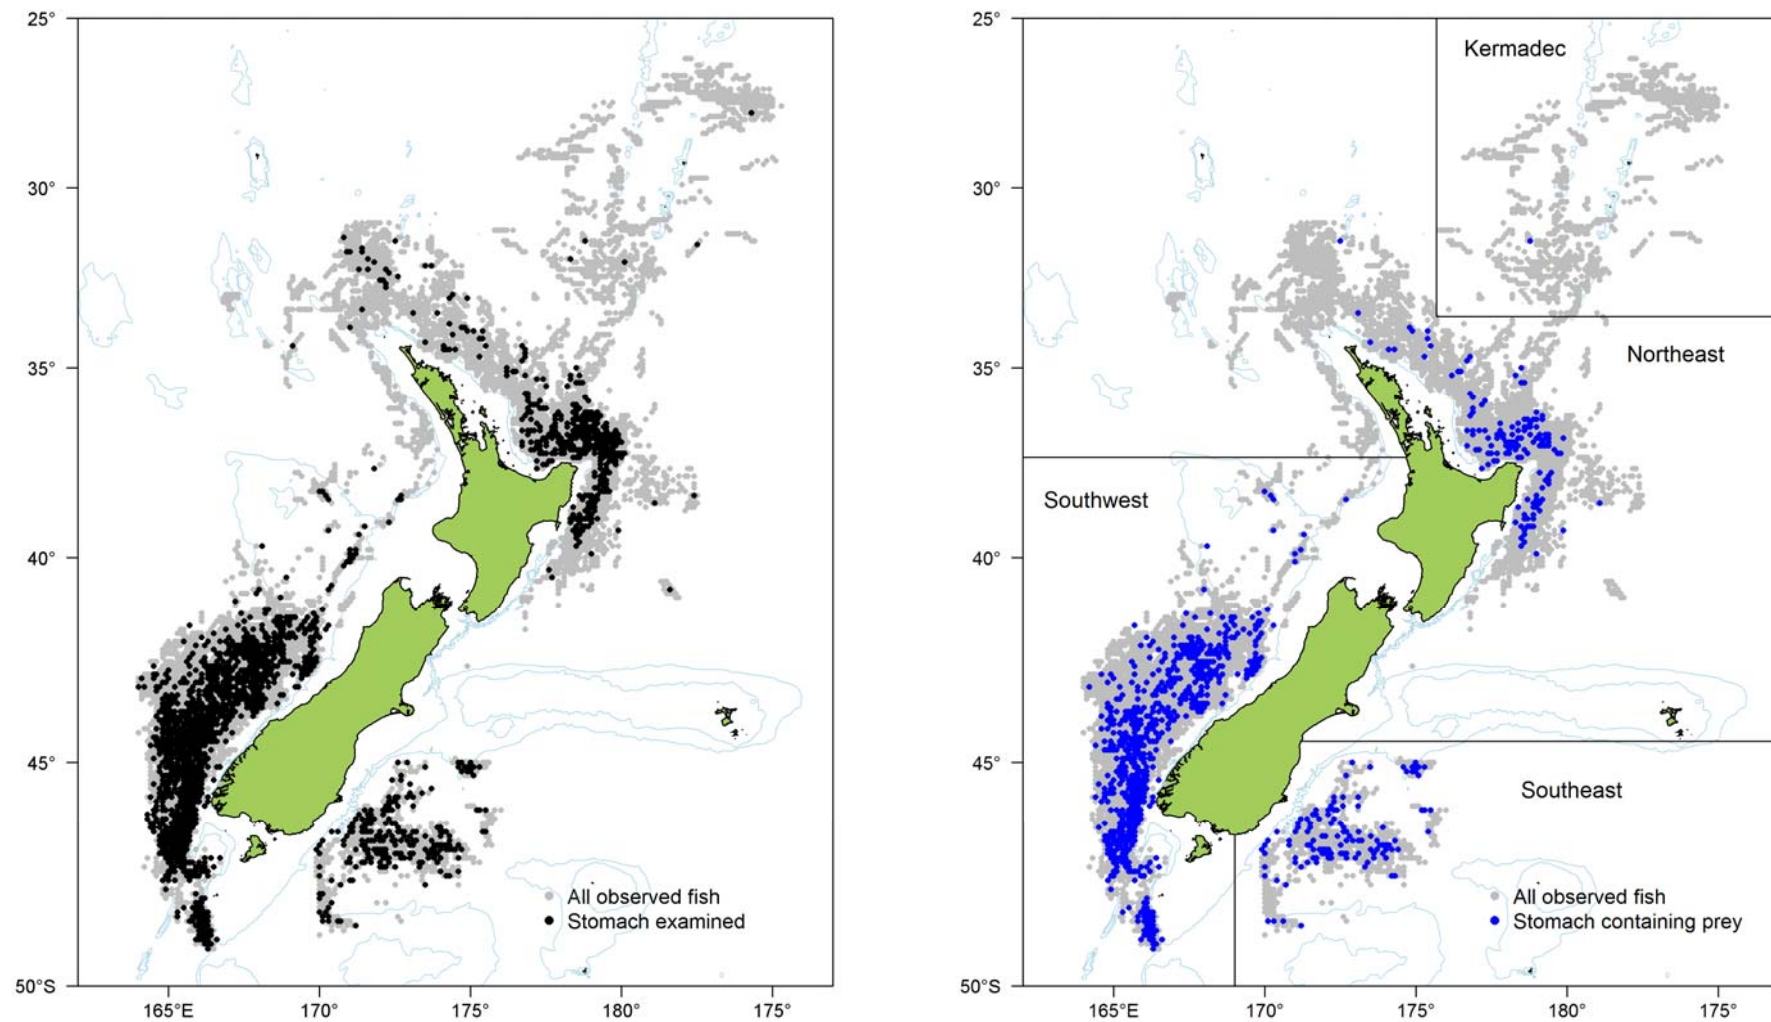 25°
30°
35°
40°
45°
50°S
165°E
170°
175°
180°
175°
All observed fish
Stomach examined
25°
30°
35°
40°
45°
50°S
165°E
170°
175°
180°
175°
Kermadec
Northeast
Southwest
Southeast
All observed fish
Stomach containing prey